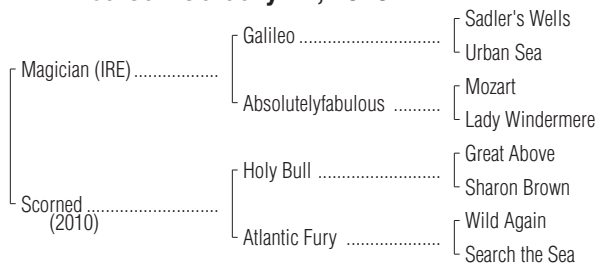 Sadler's Wells
Galileo ..............................
Urban Sea
Magician (IRE)..................
Mozart
Absolutelyfabulous ..........
Lady Windermere
Great Above
Holy Bull ..........................
Sharon Brown
Scorned ............................
(2010)
Wild Again
Atlantic Fury ....................
Search the Sea